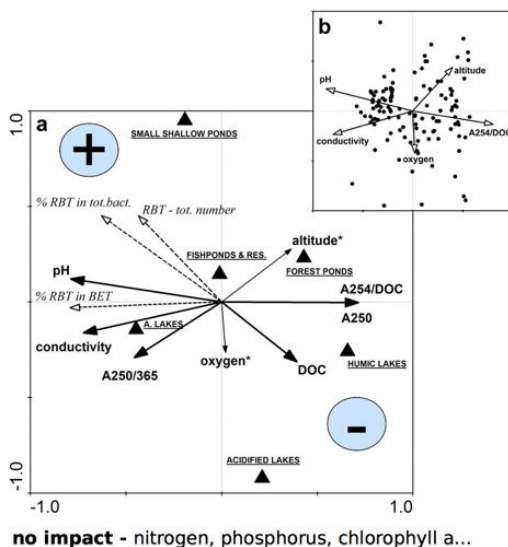 b
altitude
pH
A254/DOC
conductivity
oxygen
1.0
a
+
SMALL SHALLOW PONDS
% RBT in tot.bact.
RBT - tot. number
FISHPONDS & RES.
altitude*
FOREST PONDS
pH
A254/DOC
% RBT in BET
A250
A. LAKES
conductivity
oxygen*
DOC
HUMIC LAKES
A250/365
-
ACIDIFIED LAKES
-1.0
-1.0
1.0
no impact - nitrogen, phosphorus, chlorophyll a...